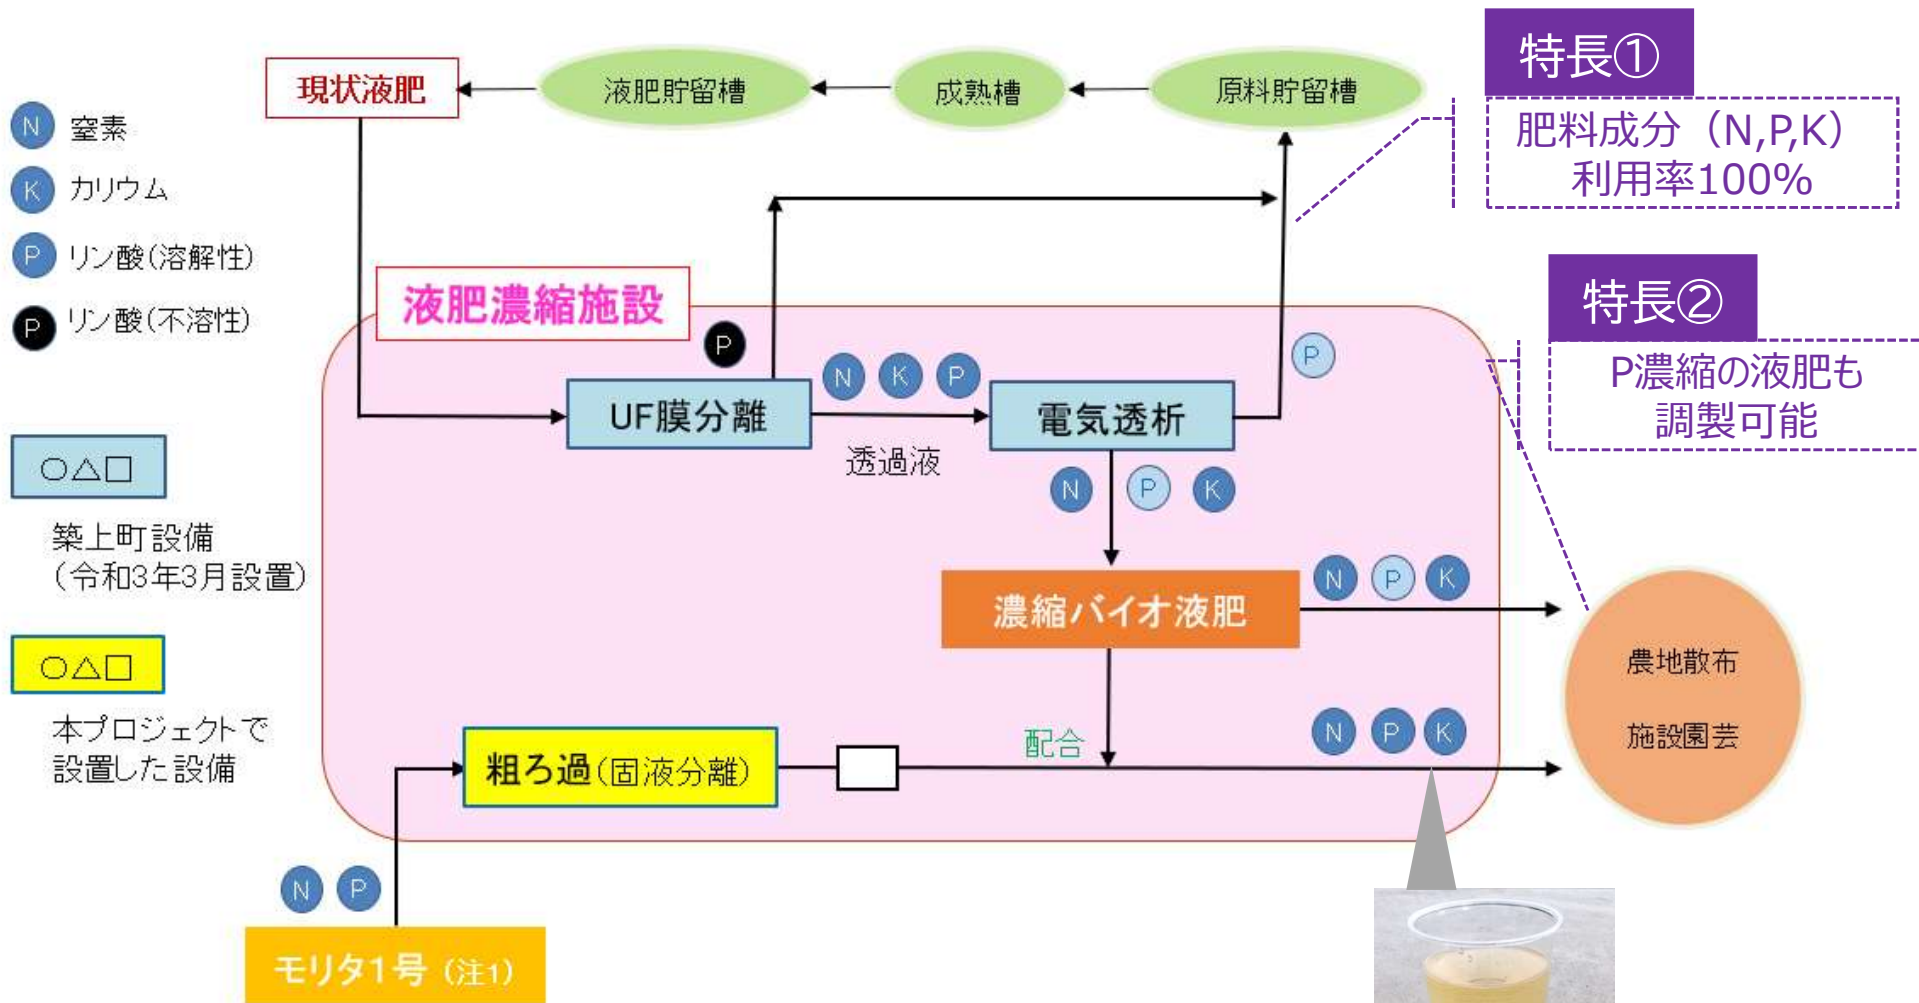 特長①
肥料成分（N,P,K）
利用率100%
現状液肥
液肥貯留槽
成熟槽
原料貯留槽
N 窒素
K カリウム
P リン酸(溶解性)
P リン酸(不溶性)
特長②
P濃縮の液肥も
調製可能
液肥濃縮施設
P
N K P
P
UF膜分離
電気透析
透過液
N P K
○△□
築上町設備
(令和3年3月設置)
濃縮バイオ液肥
N P K
○△□
本プロジェクトで
設置した設備
農地散布
施設園芸
配合
N P K
粗ろ過(固液分離)
N P
モリタ1号 (注1)